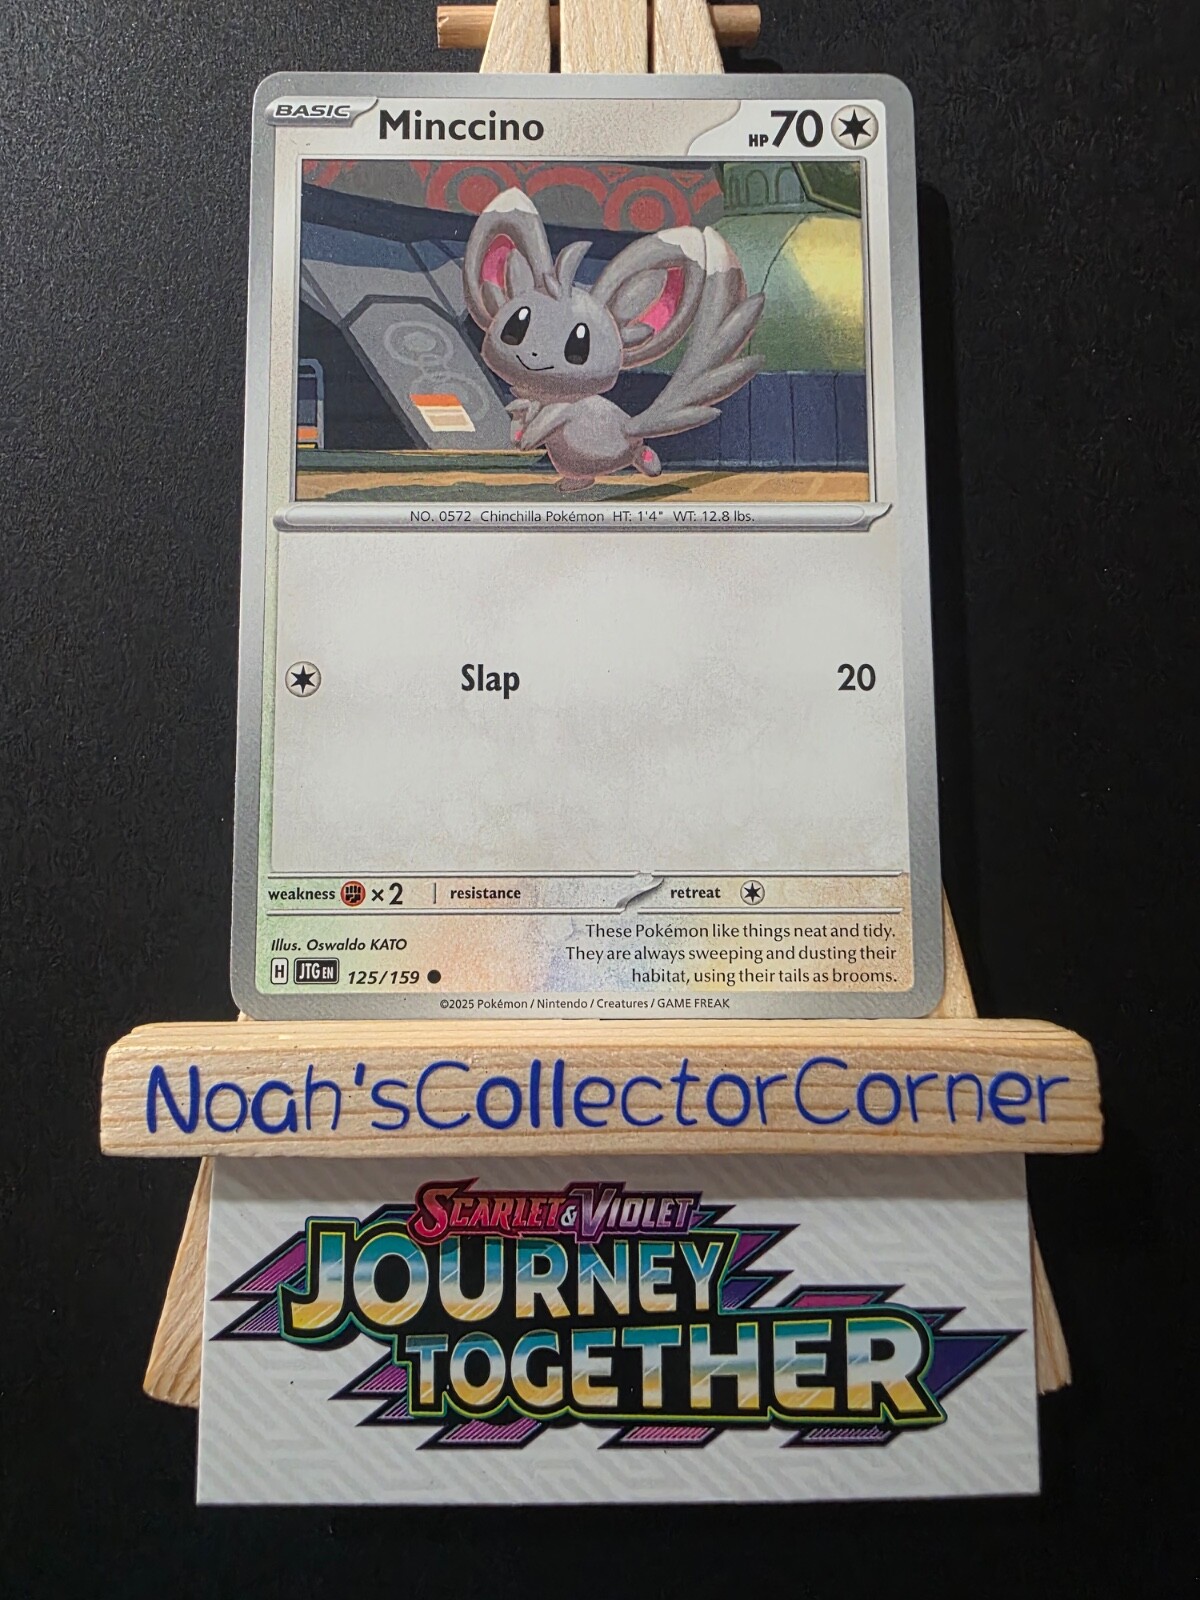 BASIC
Minccino
HP70
NO. 0572 Chinchilla Pokémon HT: 1'4" WT: 12.8 lbs.
Slap 20
weakness ×2 resistance retreat
Illus. Oswaldo KATO
These Pokémon like things neat and tidy.
They are always sweeping and dusting their
habitat, using their tails as brooms.
H JTG EN 125/159
©2025 Pokémon / Nintendo / Creatures / GAME FREAK
Noah'sCollectorCorner
SCARLET & VIOLET
JOURNEY
TOGETHER